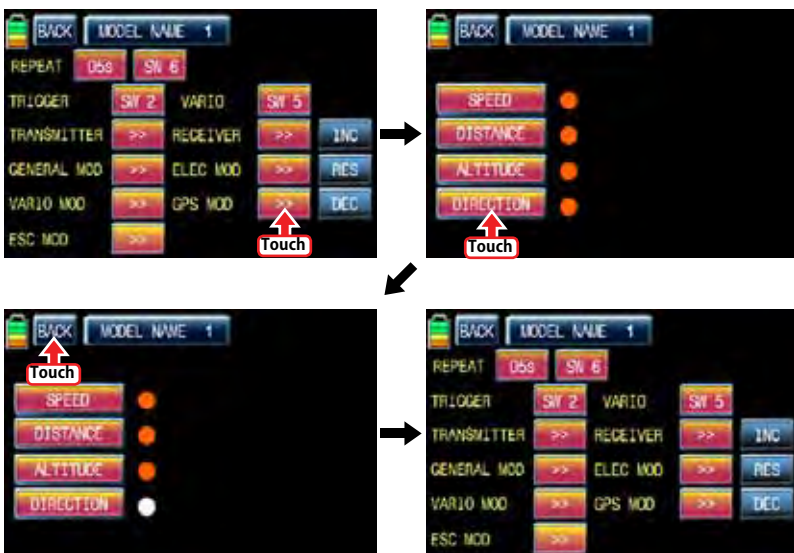 BACK MODEL NAME 1
REPEAT 05s SW 6
TRIGGER SW 2 VARIO SW 5
TRANSMITTER >> RECEIVER >> INC
GENERAL MOD >> ELEC MOD >> RES
VARIO MOD >> GPS MOD >> DEC
ESC MOD >>
Touch
BACK MODEL NAME 1
SPEED
DISTANCE
ALTITUDE
DIRECTION
Touch
BACK MODEL NAME 1
Touch
SPEED
DISTANCE
ALTITUDE
DIRECTION
BACK MODEL NAME 1
REPEAT 05s SW 6
TRIGGER SW 2 VARIO SW 5
TRANSMITTER >> RECEIVER >> INC
GENERAL MOD >> ELEC MOD >> RES
VARIO MOD >> GPS MOD >> DEC
ESC MOD >>